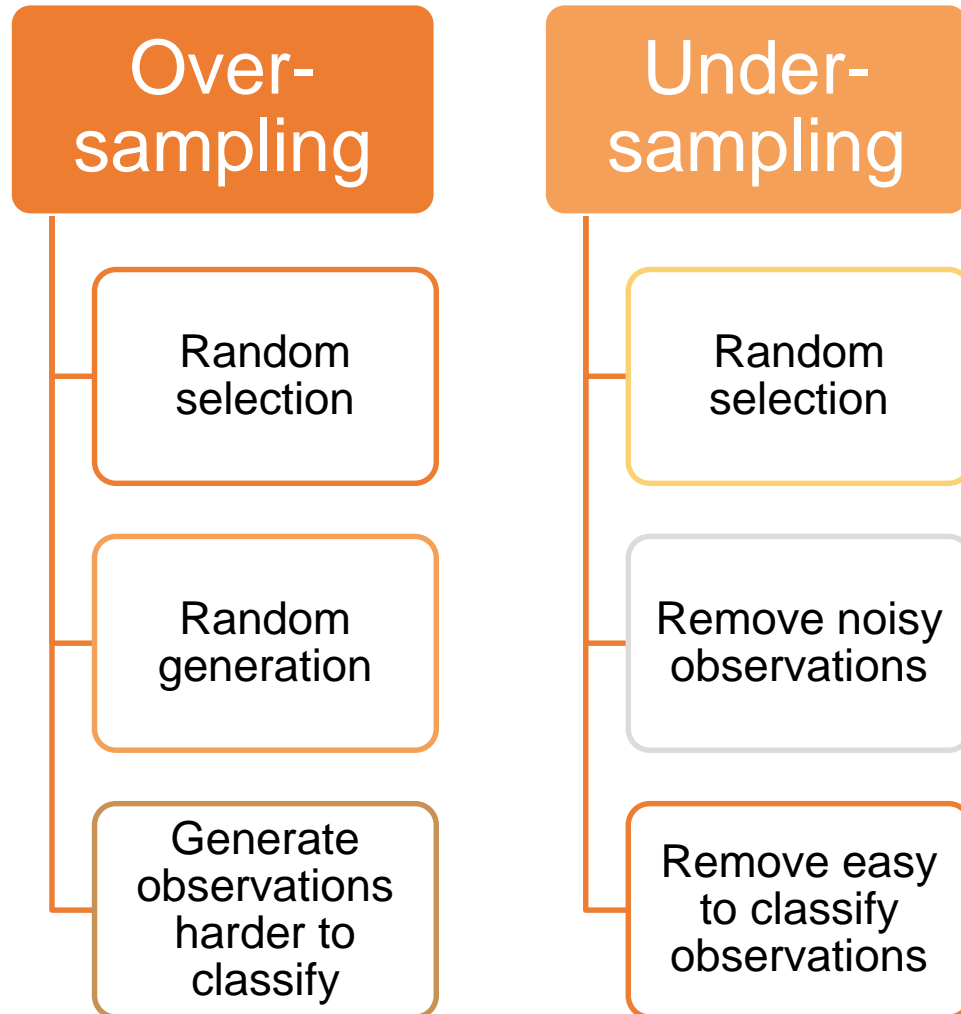 Over-
sampling
Random
selection
Random
generation
Generate
observations
harder to
classify
Under-
sampling
Random
selection
Remove noisy
observations
Remove easy
to classify
observations